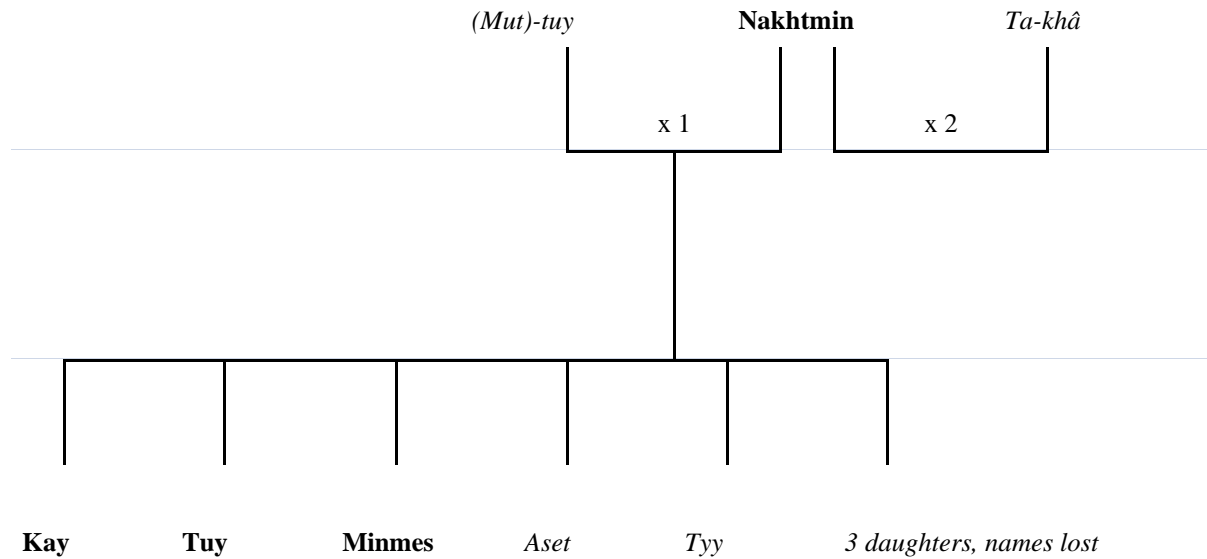 (Mut)-tuy Nakhtmin Ta-khâ
x 1 x 2
Kay Tuy Minmes Aset Tyy 3 daughters, names lost